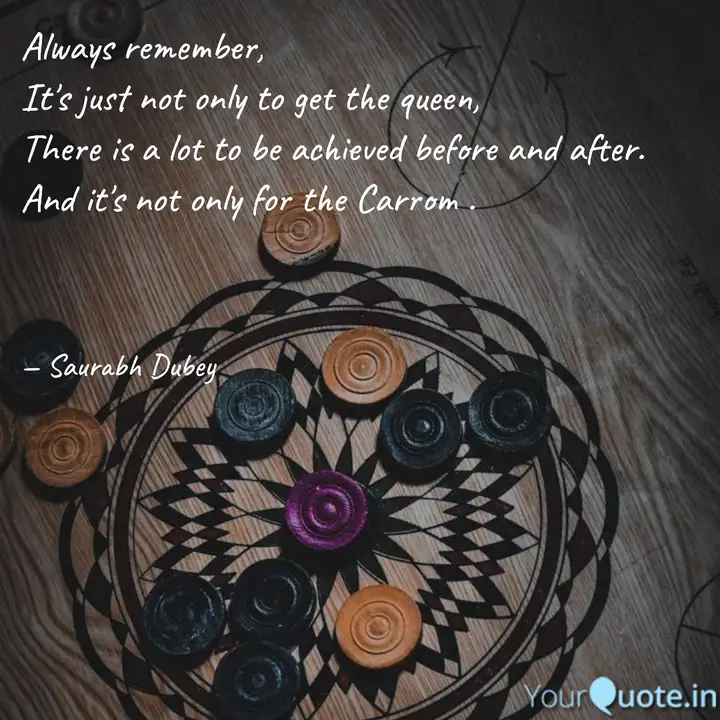 Always remember,
It's just not only to get the queen,
There is a lot to be achieved before and after.
And it's not only for the Carrom .
– Saurabh Dubey
YourQuote.in